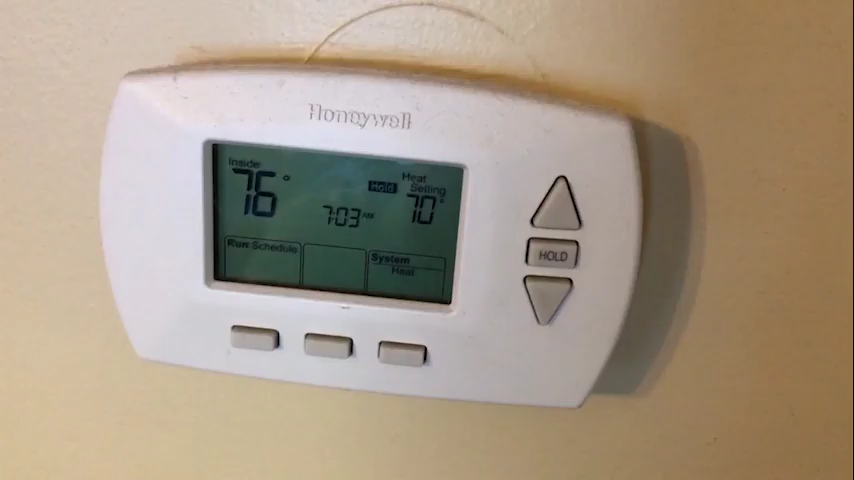 Honeywell
Inside
76°
Hold
Heat
Setting
70°
7:03 AM
Run Schedule
System
Heat
HOLD